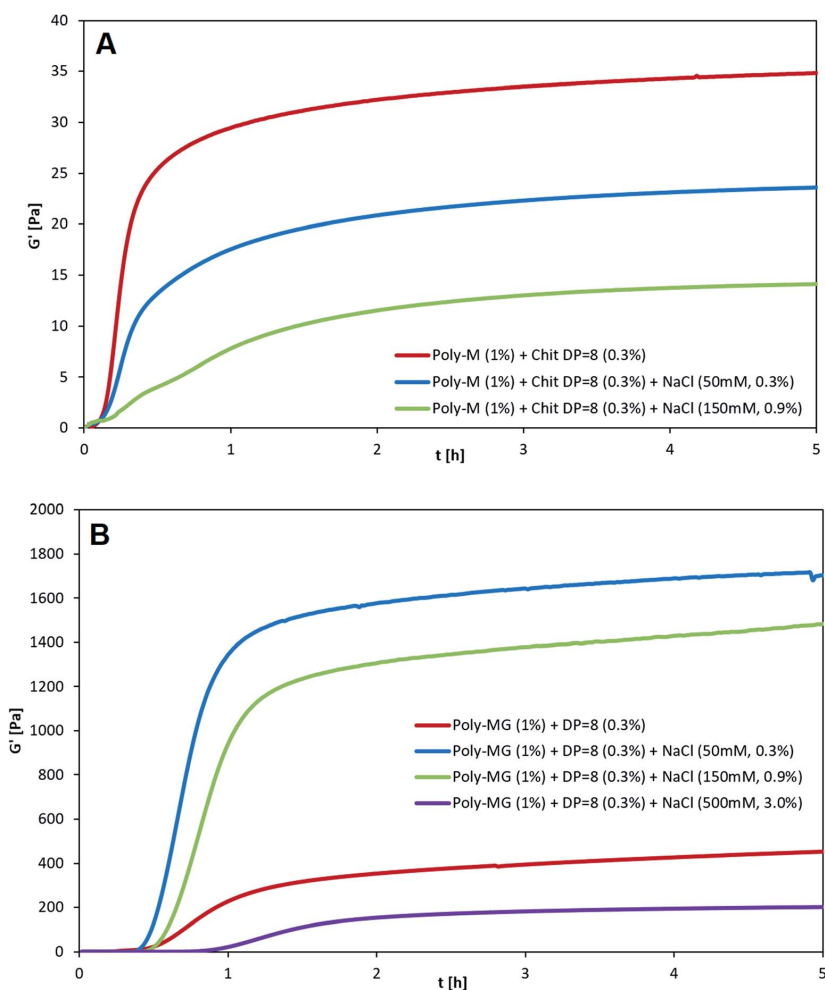 A
40
35
30
25
20
15
10
5
0
G' [Pa]
Poly-M (1%) + Chit DP=8 (0.3%)
Poly-M (1%) + Chit DP=8 (0.3%) + NaCl (50mM, 0.3%)
Poly-M (1%) + Chit DP=8 (0.3%) + NaCl (150mM, 0.9%)
0 1 2 3 4 5
t [h]
B
2000
1800
1600
1400
1200
1000
800
600
400
200
0
G' [Pa]
Poly-MG (1%) + DP=8 (0.3%)
Poly-MG (1%) + DP=8 (0.3%) + NaCl (50mM, 0.3%)
Poly-MG (1%) + DP=8 (0.3%) + NaCl (150mM, 0.9%)
Poly-MG (1%) + DP=8 (0.3%) + NaCl (500mM, 3.0%)
0 1 2 3 4 5
t [h]